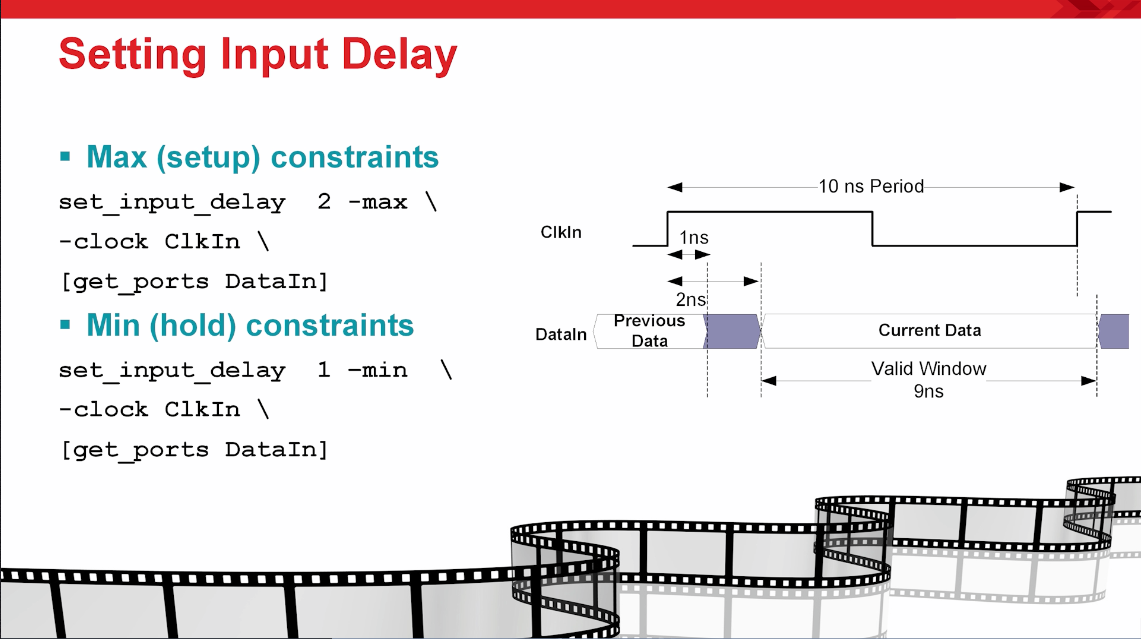 Setting Input Delay
▪ Max (setup) constraints
set_input_delay  2 -max \
-clock ClkIn \
[get_ports DataIn]
▪ Min (hold) constraints
set_input_delay  1 –min  \
-clock ClkIn \
[get_ports DataIn]
10 ns Period
ClkIn
1ns
2ns
DataIn
Previous
Data
Current Data
Valid Window
9ns